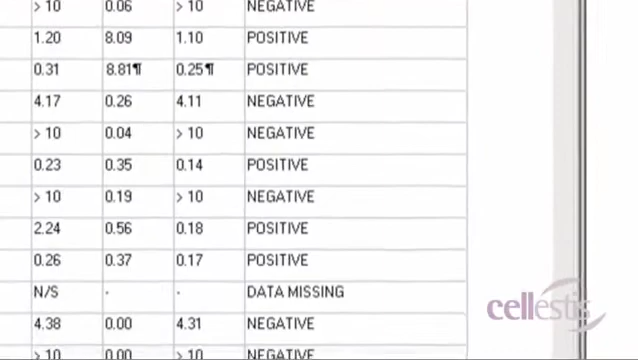 > 10 0.06 > 10 NEGATIVE
1.20 8.09 1.10 POSITIVE
0.31 8.81¶ 0.25¶ POSITIVE
4.17 0.26 4.11 NEGATIVE
> 10 0.04 > 10 NEGATIVE
0.23 0.35 0.14 POSITIVE
> 10 0.19 > 10 NEGATIVE
2.24 0.56 0.18 POSITIVE
0.26 0.37 0.17 POSITIVE
N/S - - DATA MISSING
4.38 0.00 4.31 NEGATIVE
> 10 0.00 > 10 NEGATIVE
cellestis